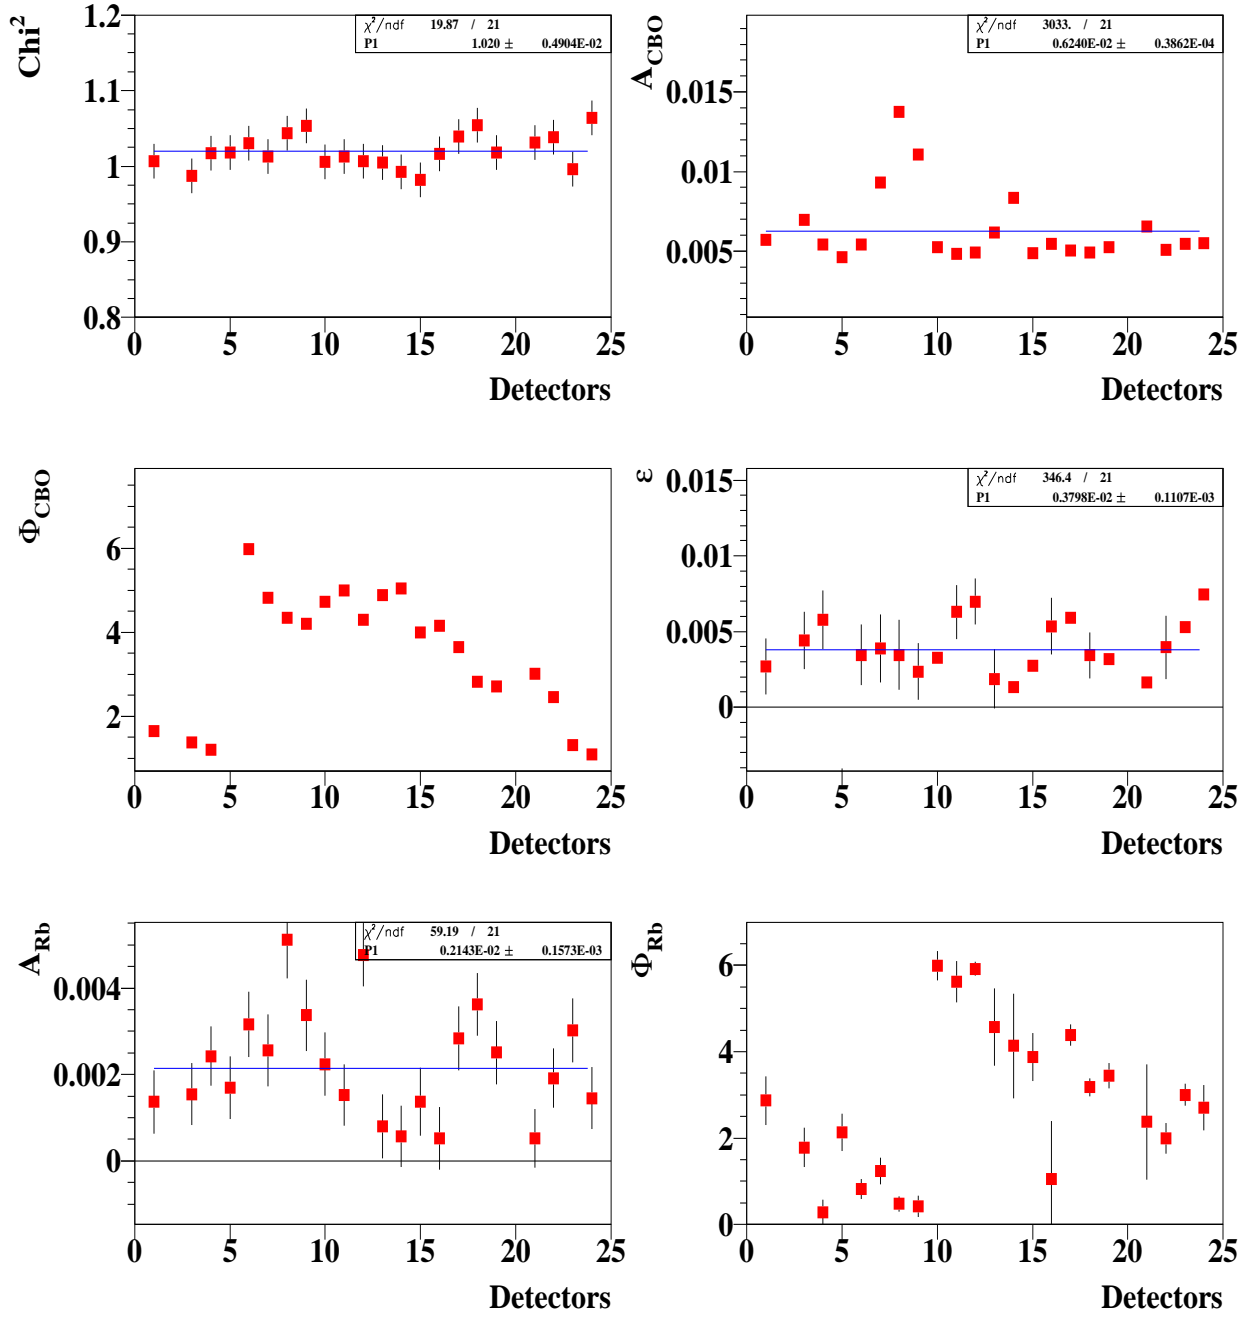 Chi²
1.2
1.1
1
0.9
0.8
χ²/ndf 19.87 / 21
P1 1.020 ± 0.4904E-02
0 5 10 15 20 25
Detectors
A_CBO
0.015
0.01
0.005
χ²/ndf 3033. / 21
P1 0.6240E-02 ± 0.3862E-04
0 5 10 15 20 25
Detectors
Φ_CBO
6
4
2
0 5 10 15 20 25
Detectors
ε
0.015
0.01
0.005
0
χ²/ndf 346.4 / 21
P1 0.3798E-02 ± 0.1107E-03
0 5 10 15 20 25
Detectors
A_Rb
0.004
0.002
0
χ²/ndf 59.19 / 21
P1 0.2143E-02 ± 0.1573E-03
0 5 10 15 20 25
Detectors
Φ_Rb
6
4
2
0
0 5 10 15 20 25
Detectors